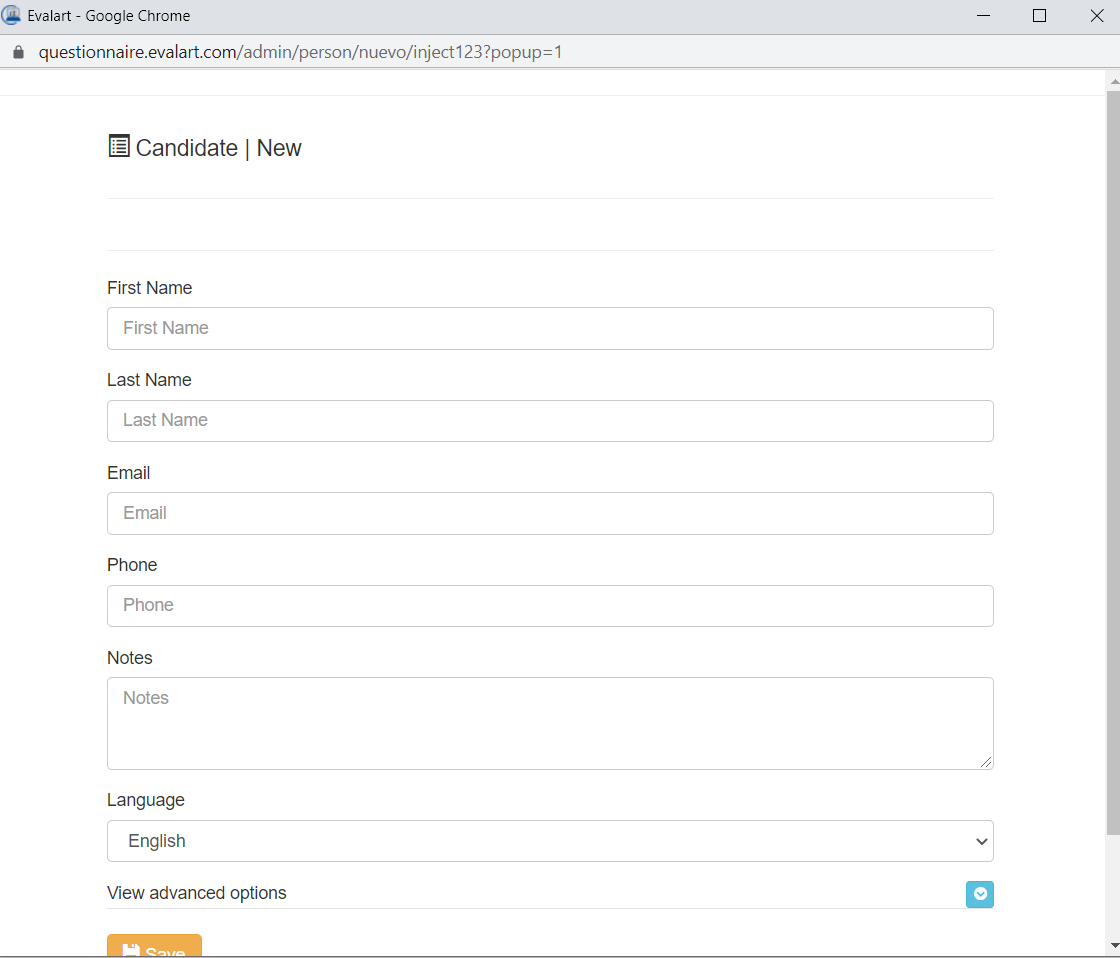 Evalart - Google Chrome
questionnaire.evalart.com/admin/person/nuevo/inject123?popup=1
Candidate | New
First Name
First Name
Last Name
Last Name
Email
Email
Phone
Phone
Notes
Notes
Language
English
View advanced options
Save